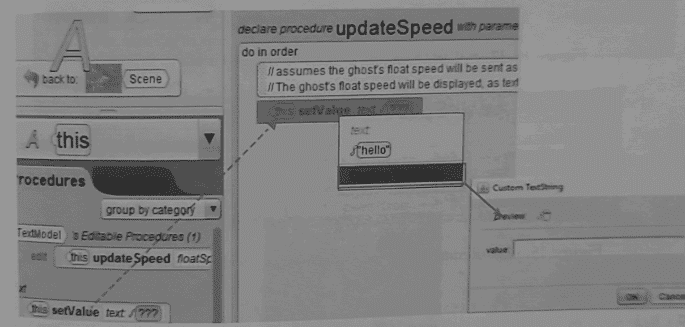 declare procedure updateSpeed with parame
do in order
// assumes the ghost's float speed will be sent as
// The ghost's float speed will be displayed, as text
this setValue text ???
text
"hello"
A
back to: Scene
A this
rocedures
group by category
TextModel 's Editable Procedures (1)
edit this updateSpeed floatSp
xt
this setValue text ???
Custom TextString
preview
value
OK Cance